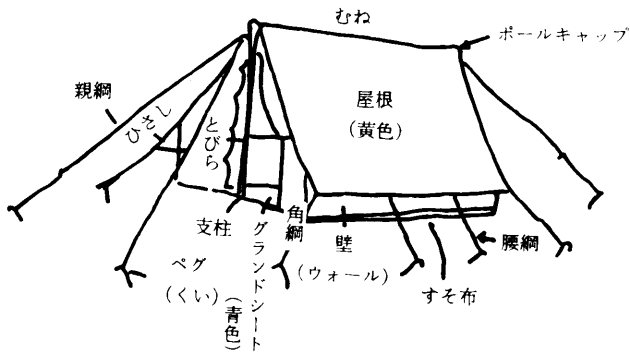 むね
ポールキャップ
親綱
ひさし
とびら
屋根
(黄色)
支柱
グランドシート
(青色)
角綱
壁
(ウォール)
腰綱
すそ布
ペグ
(くい)